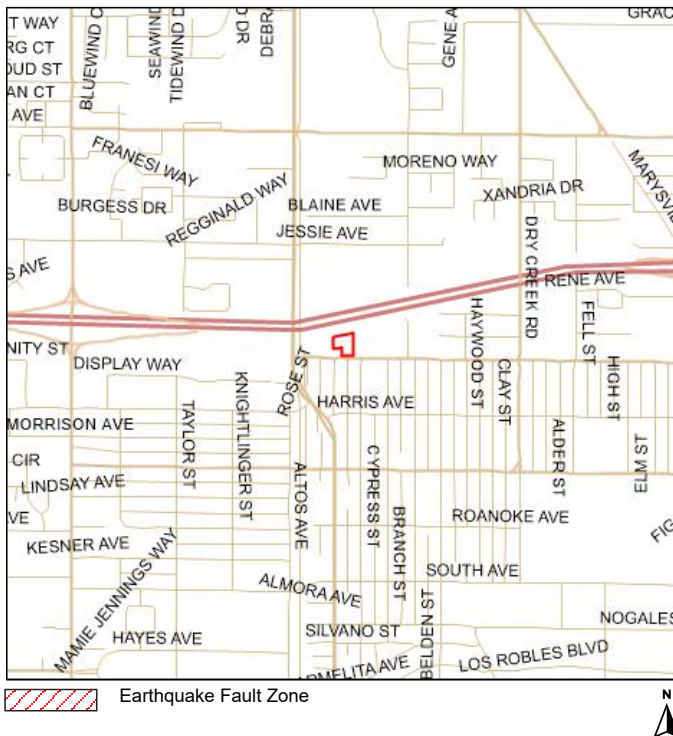 T WAY
RG CT
OUD ST
AN CT
AVE
BLUEWIND C
SEAWIND
TIDEWIND D
O DR
DEBRA
GENE A
GRAC
FRANESI WAY
MORENO WAY
MARYSVI
BURGESS DR
REGGINALD WAY
BLAINE AVE
XANDRIA DR
JESSIE AVE
DRY CREEK RD
S AVE
RENE AVE
NITY ST
DISPLAY WAY
ROSE ST
HAYWOOD ST
CLAY ST
FELL ST
HIGH ST
HARRIS AVE
MORRISON AVE
TAYLOR ST
KNIGHTLINGER ST
CIR
LINDSAY AVE
ALTOS AVE
CYPRESS ST
ALDER ST
ELM ST
VE
BRANCH ST
ROANOKE AVE
FIG
KESNER AVE
SOUTH AVE
MAMIE JENNINGS WAY
ALMORA AVE
BELDEN ST
NOGALES
HAYES AVE
SILVANO ST
ARMELITA AVE
LOS ROBLES BLVD
Earthquake Fault Zone
N